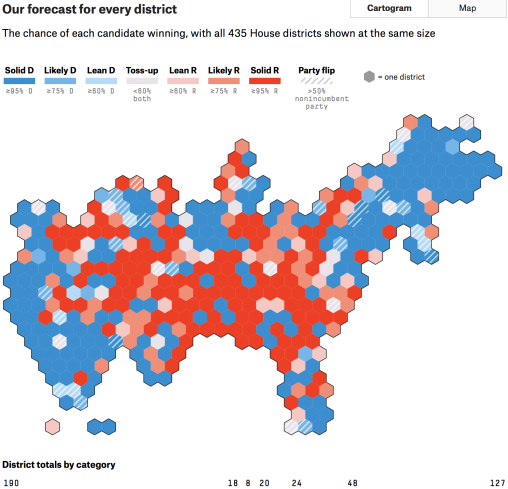 Our forecast for every district
Cartogram Map
The chance of each candidate winning, with all 435 House districts shown at the same size
Solid D Likely D Lean D Toss-up Lean R Likely R Solid R Party flip
= one district
≥95% D ≥75% D ≥60% D <60% both ≥60% R ≥75% R ≥95% R >50% nonincumbent party
District totals by category
190 18 8 20 24 48 127